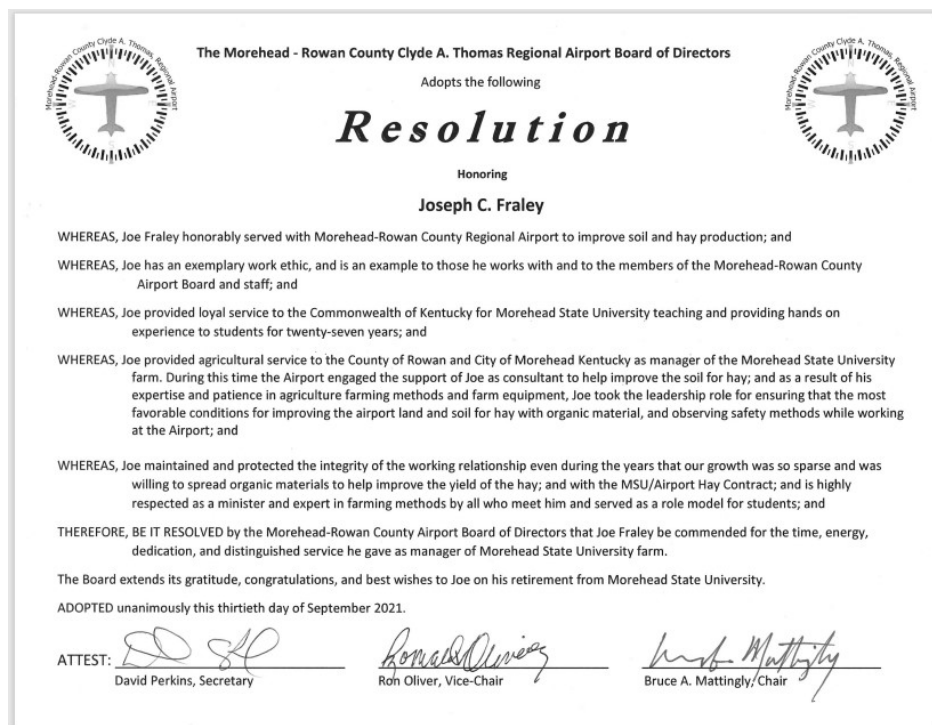 Morehead-Rowan County Clyde A. Thomas Regional Airport
Morehead-Rowan County Clyde A. Thomas Regional Airport
The Morehead - Rowan County Clyde A. Thomas Regional Airport Board of Directors
Adopts the following
Resolution
Honoring
Joseph C. Fraley
WHEREAS, Joe Fraley honorably served with Morehead-Rowan County Regional Airport to improve soil and hay production; and
WHEREAS, Joe has an exemplary work ethic, and is an example to those he works with and to the members of the Morehead-Rowan County
Airport Board and staff; and
WHEREAS, Joe provided loyal service to the Commonwealth of Kentucky for Morehead State University teaching and providing hands on
experience to students for twenty-seven years; and
WHEREAS, Joe provided agricultural service to the County of Rowan and City of Morehead Kentucky as manager of the Morehead State University
farm. During this time the Airport engaged the support of Joe as consultant to help improve the soil for hay; and as a result of his
expertise and patience in agriculture farming methods and farm equipment, Joe took the leadership role for ensuring that the most
favorable conditions for improving the airport land and soil for hay with organic material, and observing safety methods while working
at the Airport; and
WHEREAS, Joe maintained and protected the integrity of the working relationship even during the years that our growth was so sparse and was
willing to spread organic materials to help improve the yield of the hay; and with the MSU/Airport Hay Contract; and is highly
respected as a minister and expert in farming methods by all who meet him and served as a role model for students; and
THEREFORE, BE IT RESOLVED by the Morehead-Rowan County Airport Board of Directors that Joe Fraley be commended for the time, energy,
dedication, and distinguished service he gave as manager of Morehead State University farm.
The Board extends its gratitude, congratulations, and best wishes to Joe on his retirement from Morehead State University.
ADOPTED unanimously this thirtieth day of September 2021.
ATTEST:
Ronald Oliver
Mattingly
David Perkins, Secretary
Ron Oliver, Vice-Chair
Bruce A. Mattingly, Chair